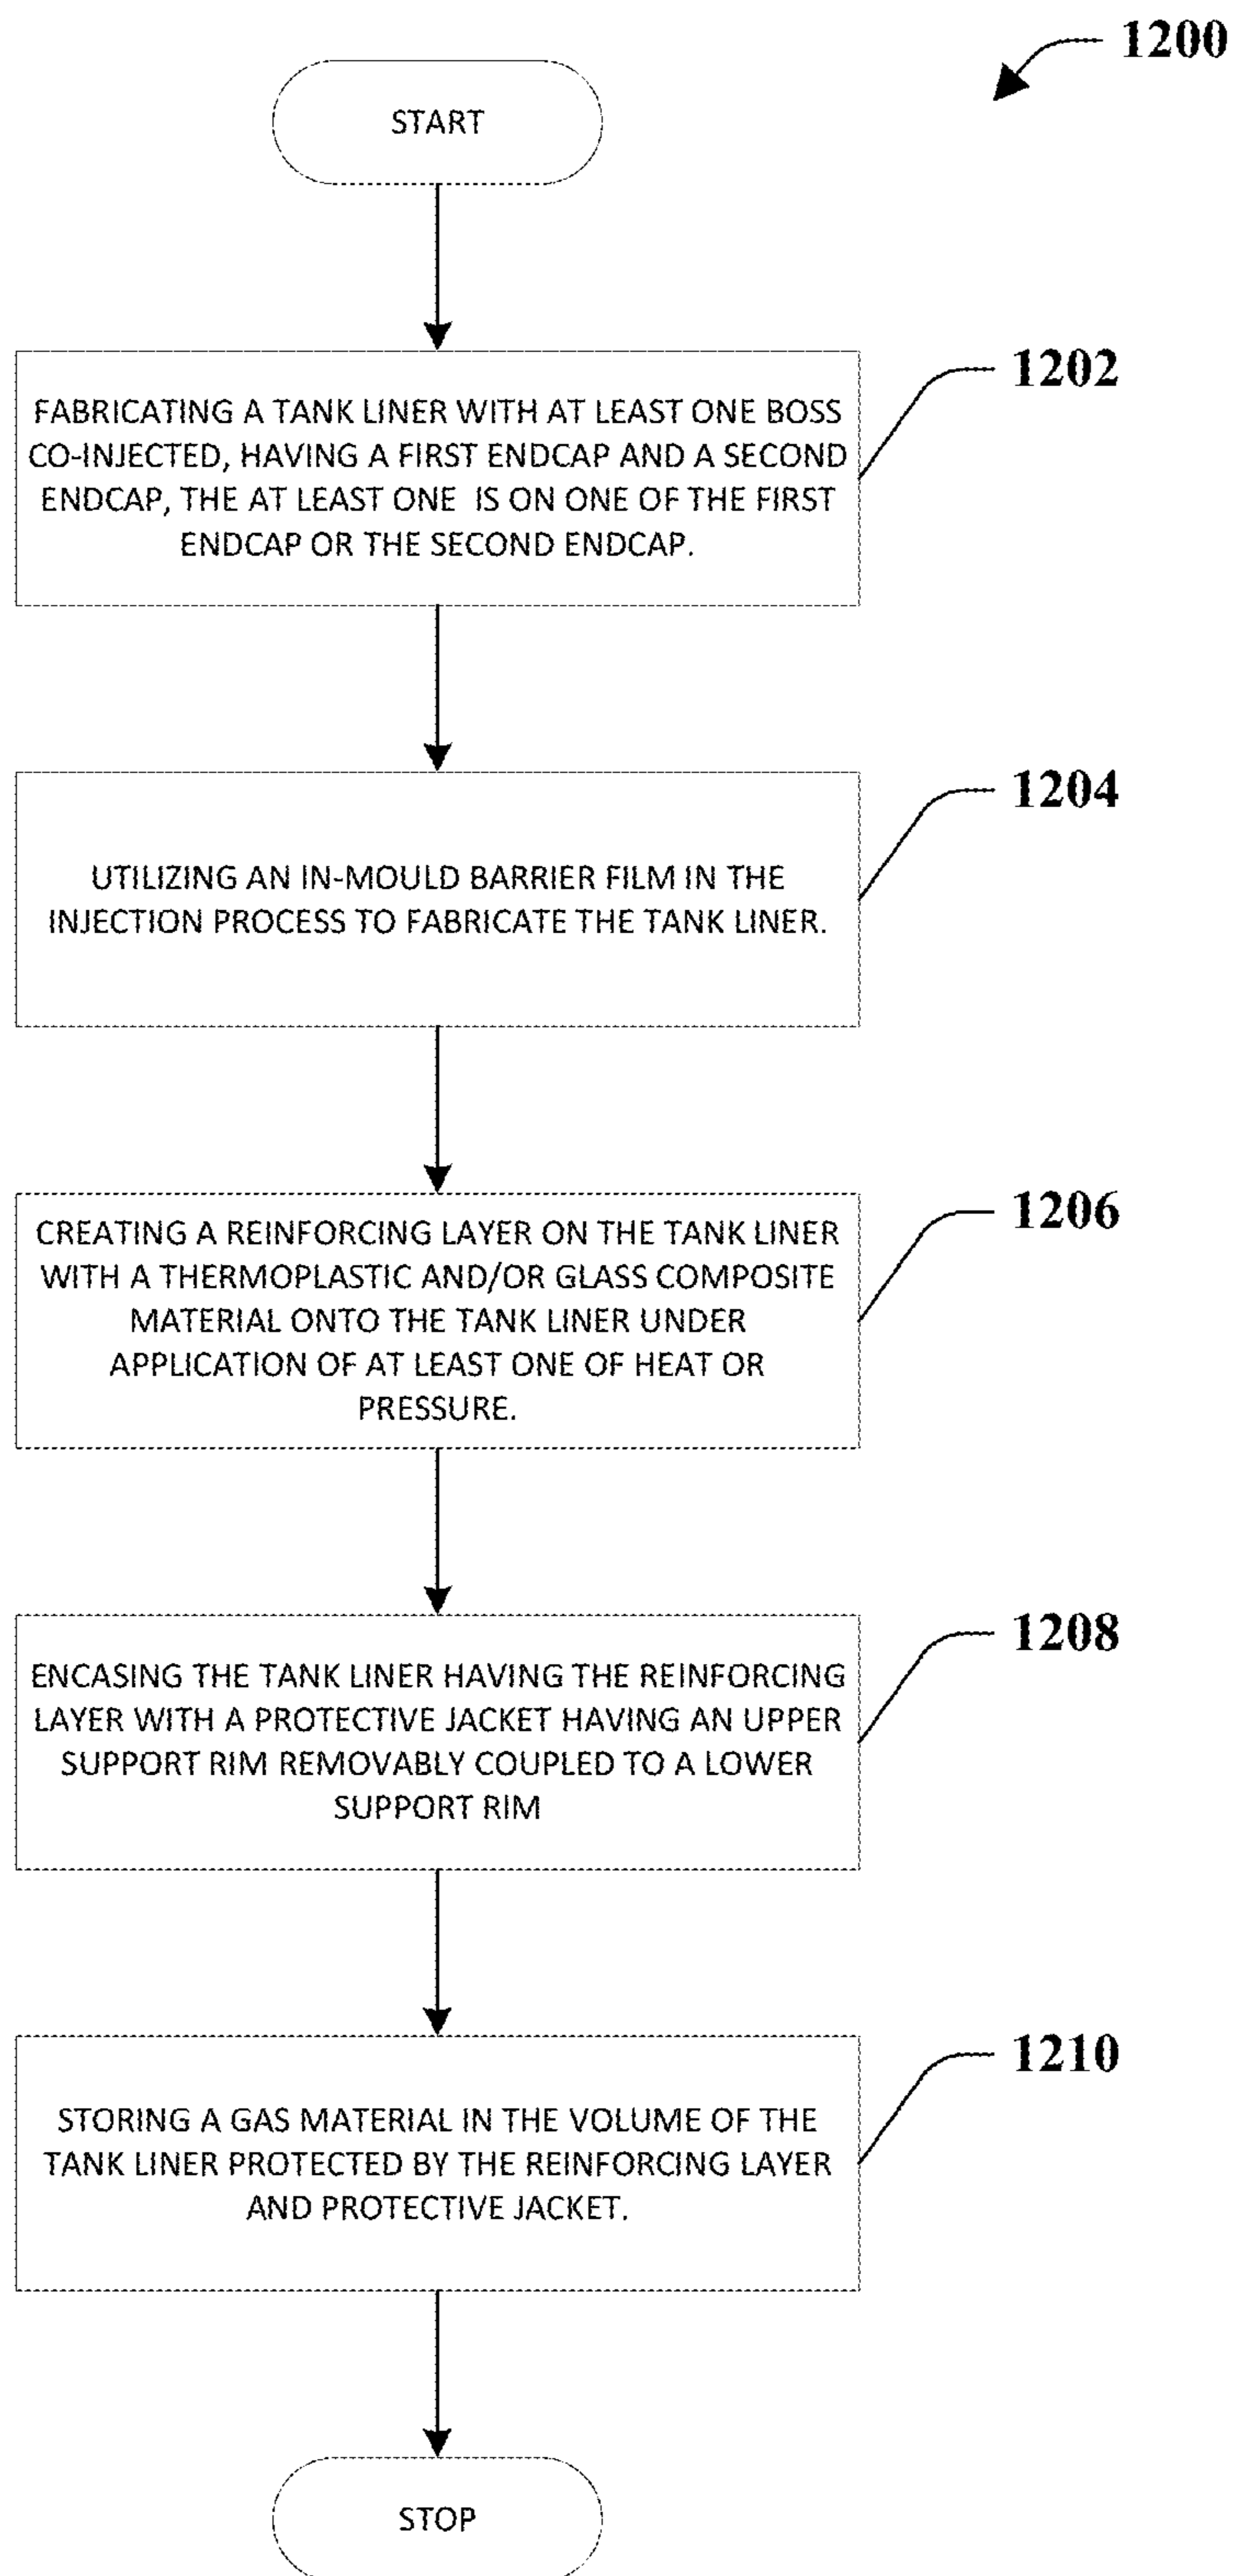 1200
START
1202
FABRICATING A TANK LINER WITH AT LEAST ONE BOSS
CO-INJECTED, HAVING A FIRST ENDCAP AND A SECOND
ENDCAP, THE AT LEAST ONE IS ON ONE OF THE FIRST
ENDCAP OR THE SECOND ENDCAP.
1204
UTILIZING AN IN-MOULD BARRIER FILM IN THE
INJECTION PROCESS TO FABRICATE THE TANK LINER.
1206
CREATING A REINFORCING LAYER ON THE TANK LINER
WITH A THERMOPLASTIC AND/OR GLASS COMPOSITE
MATERIAL ONTO THE TANK LINER UNDER
APPLICATION OF AT LEAST ONE OF HEAT OR
PRESSURE.
1208
ENCASING THE TANK LINER HAVING THE REINFORCING
LAYER WITH A PROTECTIVE JACKET HAVING AN UPPER
SUPPORT RIM REMOVABLY COUPLED TO A LOWER
SUPPORT RIM
1210
STORING A GAS MATERIAL IN THE VOLUME OF THE
TANK LINER PROTECTED BY THE REINFORCING LAYER
AND PROTECTIVE JACKET.
STOP